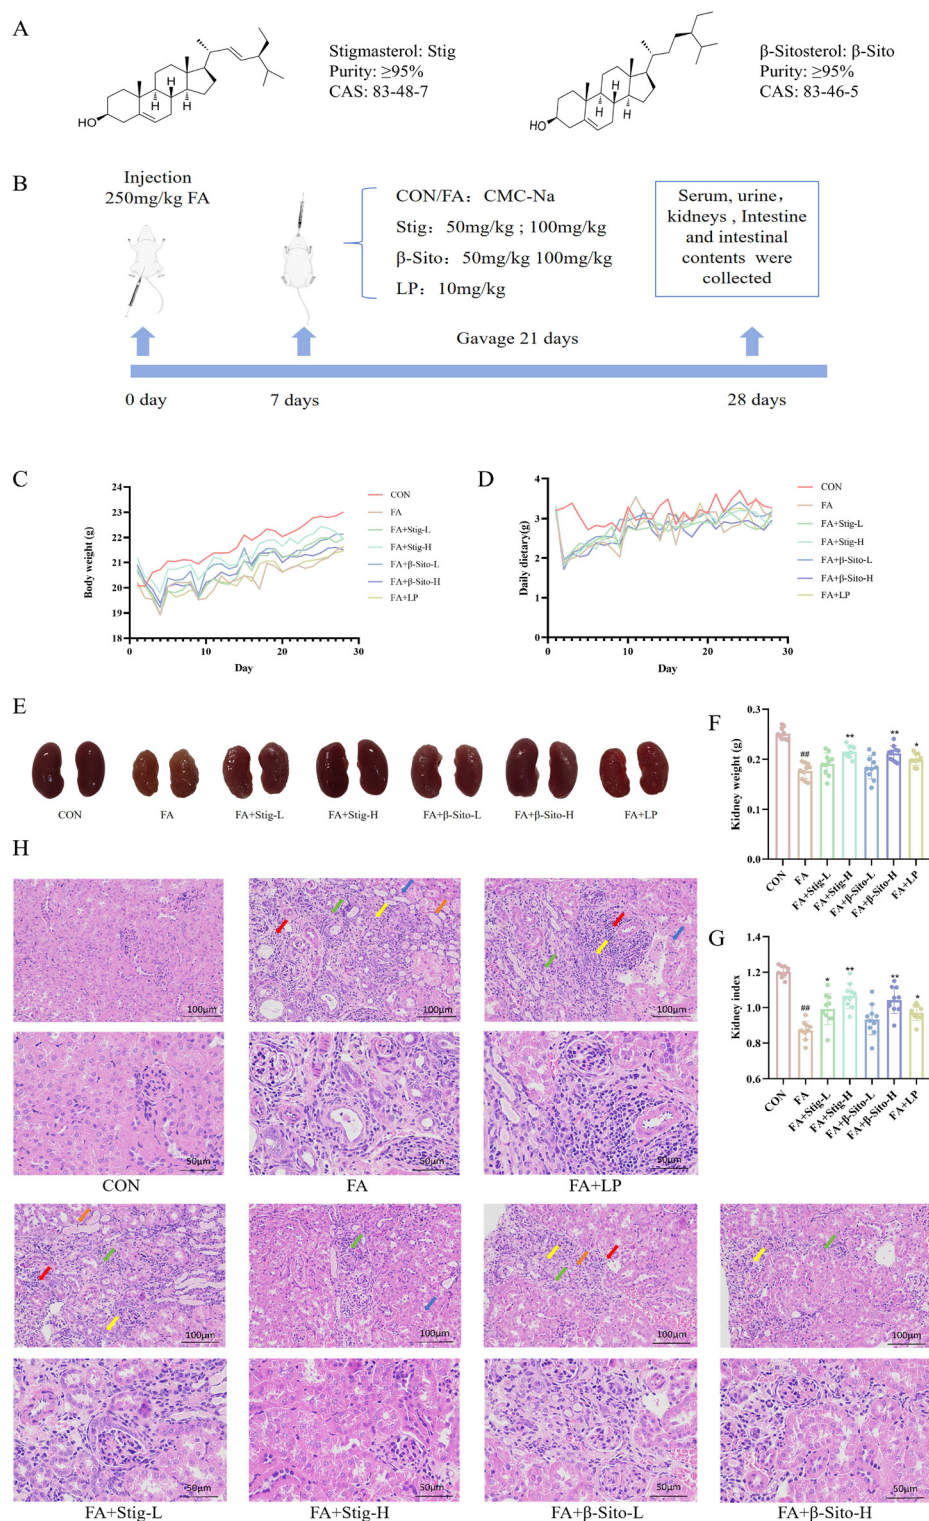 A
Stigmasterol: Stig
Purity: ≥95%
CAS: 83-48-7
H
H
H
HO
β-Sitosterol: β-Sito
Purity: ≥95%
CAS: 83-46-5
H
H
H
HO
B
Injection
250mg/kg FA
CON/FA: CMC-Na
Stig: 50mg/kg ; 100mg/kg
β-Sito: 50mg/kg 100mg/kg
LP: 10mg/kg
Serum, urine,
kidneys , Intestine
and intestinal
contents were
collected
Gavage 21 days
0 day
7 days
28 days
C
Body weight (g)
24
23
22
21
20
19
18
0
10
20
30
Day
CON
FA
FA+Stig-L
FA+Stig-H
FA+β-Sito-L
FA+β-Sito-H
FA+LP
D
Daily dietary(g)
4
3
2
1
0
0
10
20
30
Day
CON
FA
FA+Stig-L
FA+Stig-H
FA+β-Sito-L
FA+β-Sito-H
FA+LP
E
CON
FA
FA+Stig-L
FA+Stig-H
FA+β-Sito-L
FA+β-Sito-H
FA+LP
F
Kidney weight (g)
0.3
0.2
0.1
0.0
##
**
**
*
CON
FA
FA+Stig-L
FA+Stig-H
FA+β-Sito-L
FA+β-Sito-H
FA+LP
G
Kidney index
1.4
1.2
1.0
0.8
0.6
##
*
**
**
*
CON
FA
FA+Stig-L
FA+Stig-H
FA+β-Sito-L
FA+β-Sito-H
FA+LP
H
100μm
100μm
100μm
50μm
50μm
50μm
CON
FA
FA+LP
100μm
100μm
100μm
100μm
50μm
50μm
50μm
50μm
FA+Stig-L
FA+Stig-H
FA+β-Sito-L
FA+β-Sito-H